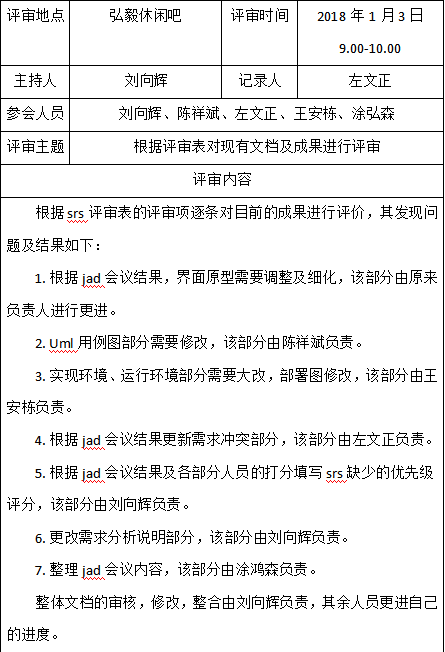 评审地点 弘毅休闲吧 评审时间 2018 年 1 月 3 日
9.00-10.00
主持人 刘向辉 记录人 左文正
参会人员 刘向辉、陈祥斌、左文正、王安栋、涂弘森
评审主题 根据评审表对现有文档及成果进行评审
评审内容
根据 srs 评审表的评审项逐条对目前的成果进行评价，其发现问
题及结果如下：
1. 根据 jad 会议结果，界面原型需要调整及细化，该部分由原来
负责人进行更进。
2. Uml 用例图部分需要修改，该部分由陈祥斌负责。
3. 实现环境、运行环境部分需要大改，部署图修改，该部分由王
安栋负责。
4. 根据 jad 会议结果更新需求冲突部分，该部分由左文正负责。
5. 根据 jad 会议结果及各部分人员的打分填写 srs 缺少的优先级
评分，该部分由刘向辉负责。
6. 更改需求分析说明部分，该部分由刘向辉负责。
7. 整理 jad 会议内容，该部分由涂鸿森负责。
整体文档的审核，修改，整合由刘向辉负责，其余人员更进自
己的进度。